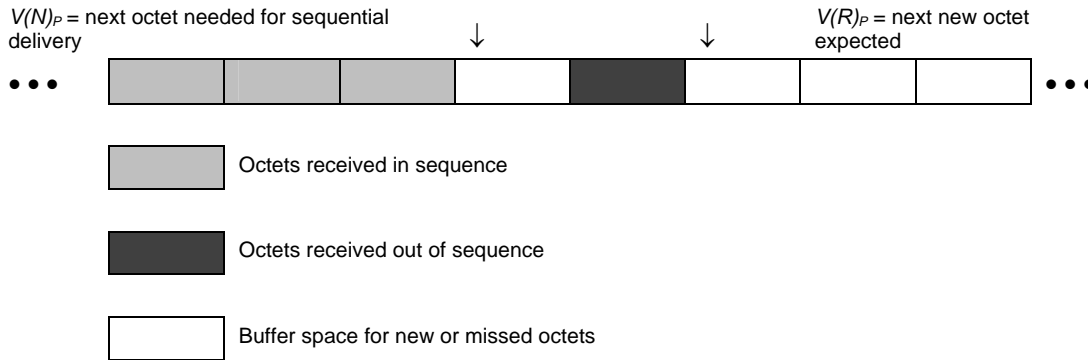 V(N)P = next octet needed for sequential
delivery
V(R)P = next new octet
expected
Octets received in sequence
Octets received out of sequence
Buffer space for new or missed octets